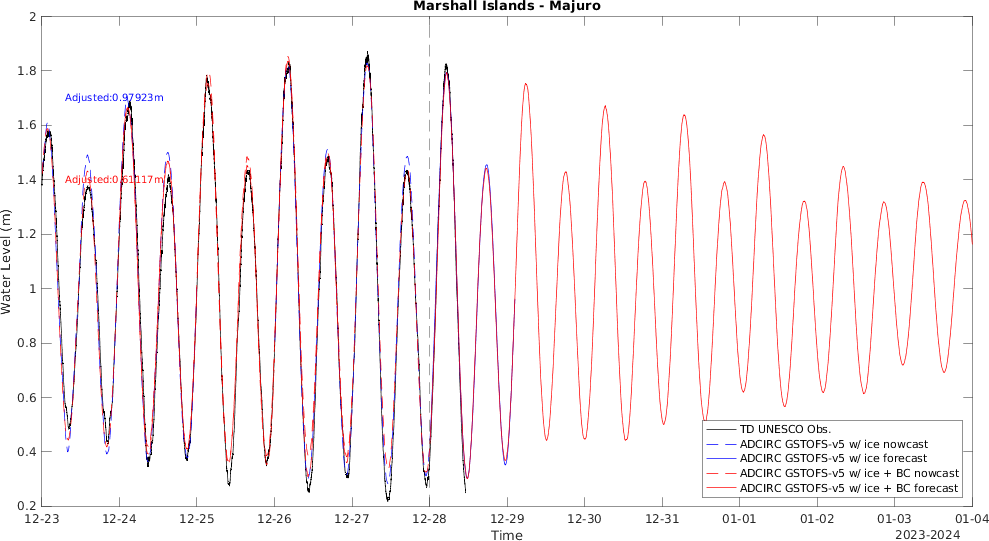 Marshall Islands - Majuro
2
1.8
1.6
1.4
1.2
1
0.8
0.6
0.4
0.2
Water Level (m)
Adjusted:0.97923m
Adjusted:0.61117m
TD UNESCO Obs.
ADCIRC GSTOFS-v5 w/ ice nowcast
ADCIRC GSTOFS-v5 w/ ice forecast
ADCIRC GSTOFS-v5 w/ ice + BC nowcast
ADCIRC GSTOFS-v5 w/ ice + BC forecast
12-23 12-24 12-25 12-26 12-27 12-28 12-29 12-30 12-31 01-01 01-02 01-03 01-04
Time
2023-2024